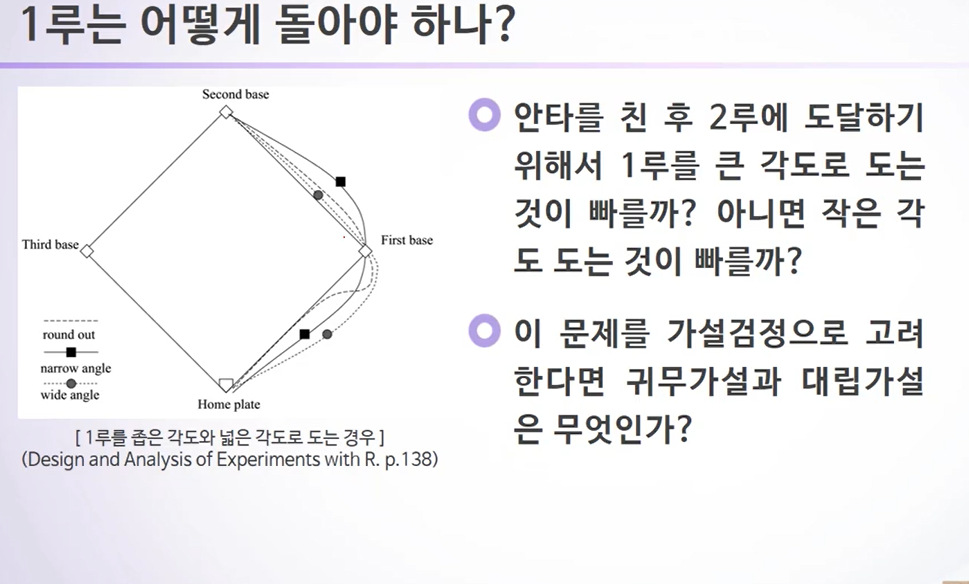 1루는 어떻게 돌아야 하나?
Second base
Third base
First base
round out
narrow angle
wide angle
Home plate
[ 1루를 좁은 각도와 넓은 각도로 도는 경우 ]
(Design and Analysis of Experiments with R. p.138)
안타를 친 후 2루에 도달하기
위해서 1루를 큰 각도로 도는
것이 빠를까? 아니면 작은 각
도 도는 것이 빠를까?
이 문제를 가설검정으로 고려
한다면 귀무가설과 대립가설
은 무엇인가?